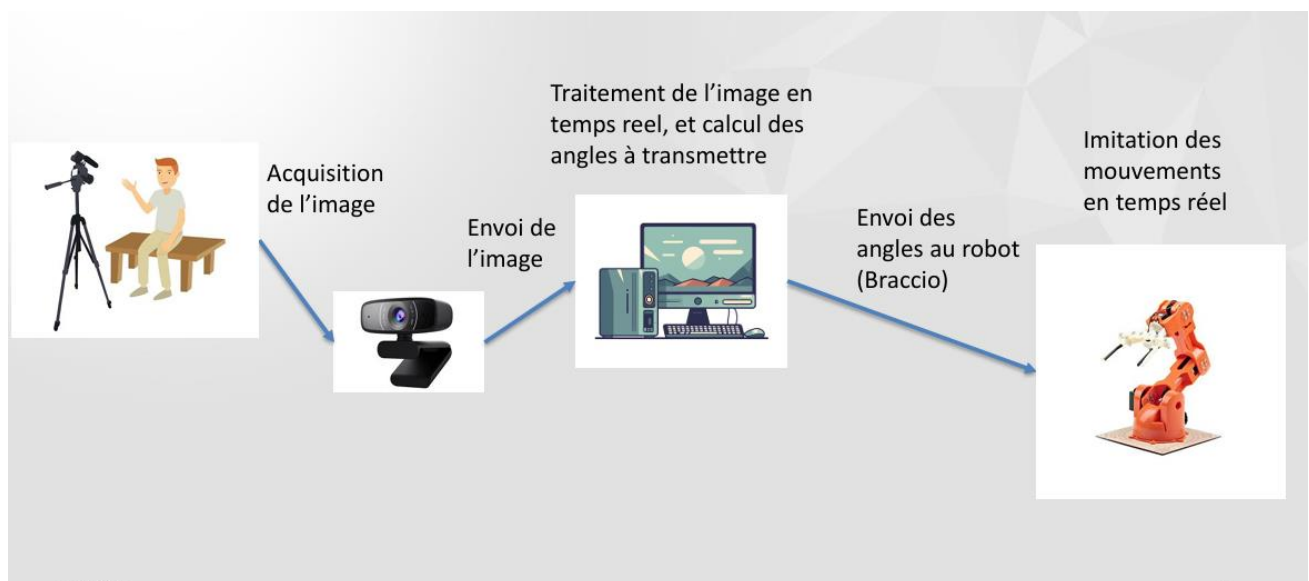 Acquisition
de l’image
Envoi de
l’image
Traitement de l’image en
temps reel, et calcul des
angles à transmettre
Envoi des
angles au robot
(Braccio)
Imitation des
mouvements
en temps réel